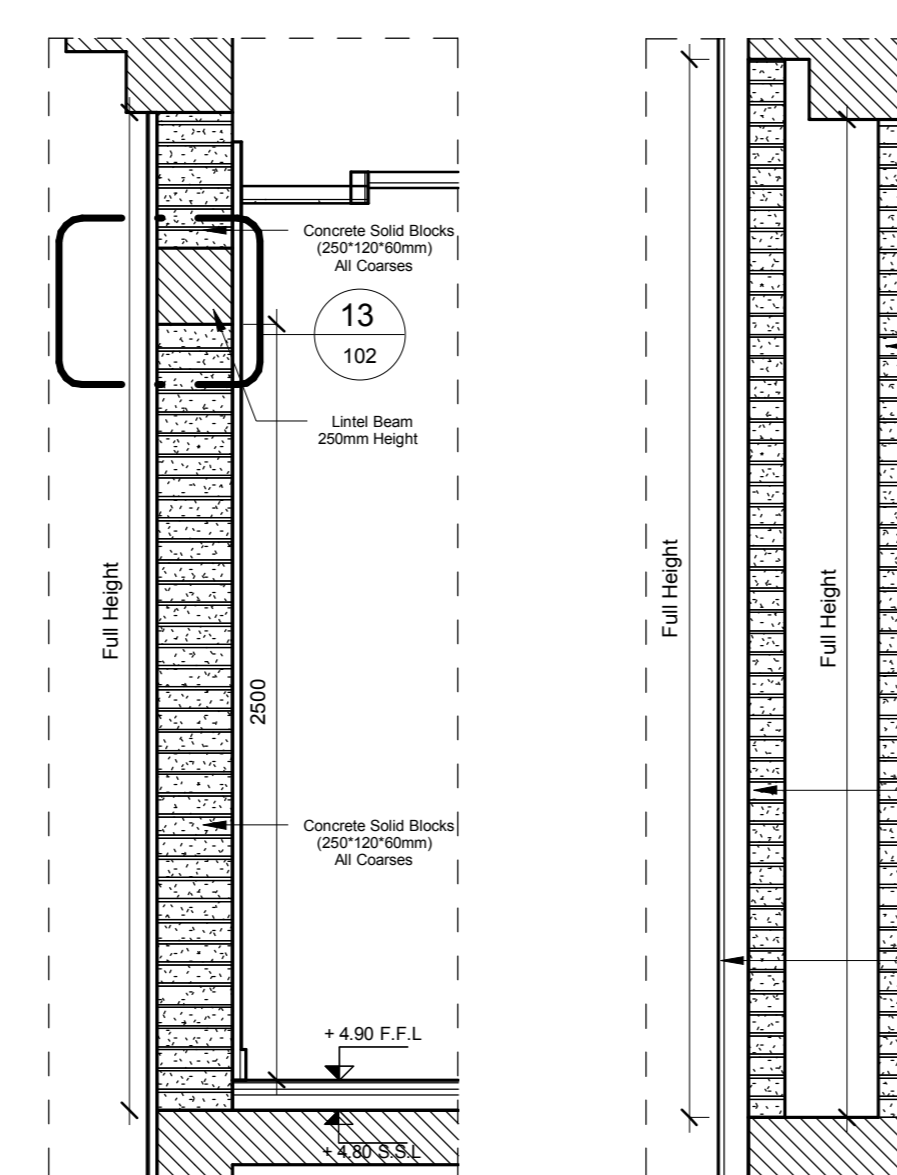 Concrete Solid Blocks
(250*120*60mm)
All Coarses
13
102
Lintel Beam
250mm Height
Full Height
2500
Full Height
Full Height
Concrete Solid Blocks
(250*120*60mm)
All Coarses
+ 4.90 F.F.L
+ 4.80 S.S.L